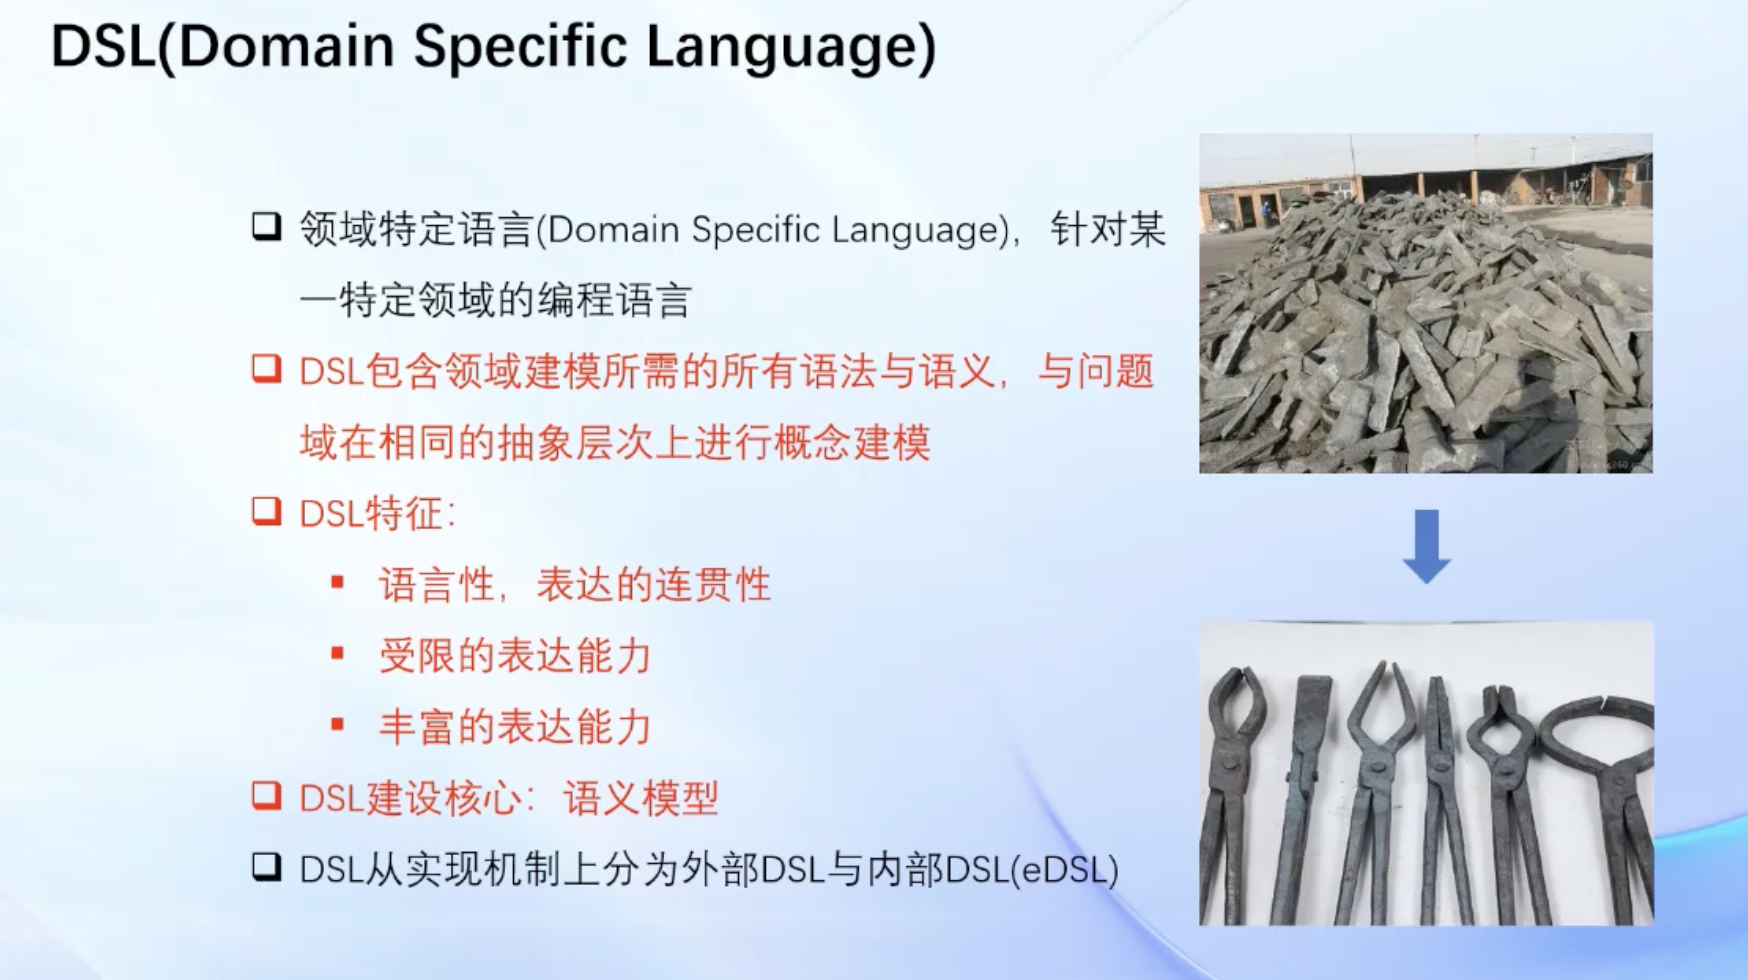 DSL(Domain Specific Language)
领域特定语言(Domain Specific Language)，针对某
一特定领域的编程语言
DSL包含领域建模所需的所有语法与语义，与问题
域在相同的抽象层次上进行概念建模
DSL特征：
语言性，表达的连贯性
受限的表达能力
丰富的表达能力
DSL建设核心：语义模型
DSL从实现机制上分为外部DSL与内部DSL(eDSL)